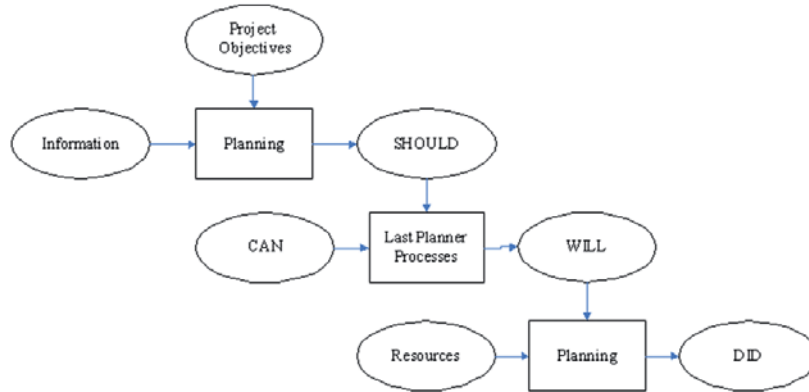 Project
Objectives
Information
Planning
SHOULD
CAN
Last Planner
Processes
WILL
Resources
Planning
DID